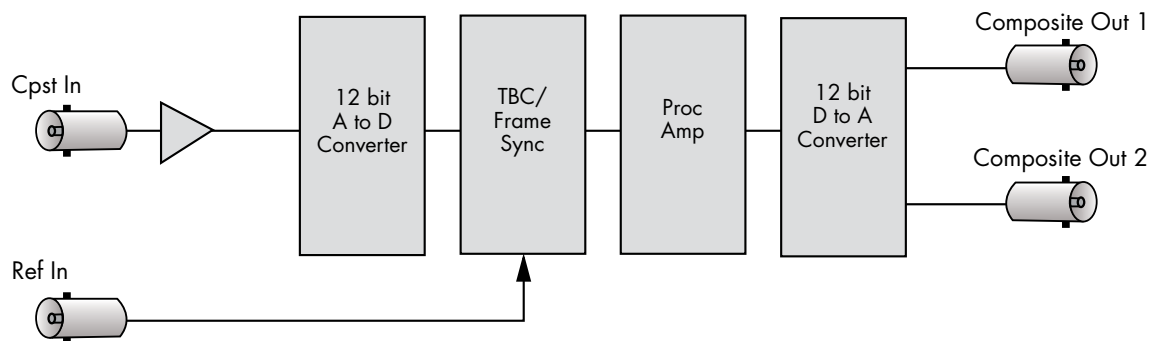 Composite Out 1
Cpst In
12 bit
A to D
Converter
TBC/
Frame
Sync
Proc
Amp
12 bit
D to A
Converter
Composite Out 2
Ref In